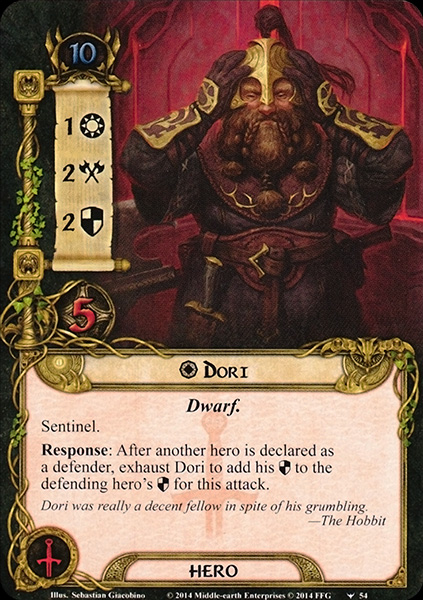 10
1
2
2
5
DORI
Dwarf.
Sentinel.
Response: After another hero is declared as
a defender, exhaust Dori to add his to the
defending hero's for this attack.
Dori was really a decent fellow in spite of his grumbling.
—The Hobbit
HERO
Illus. Sebastian Giacobino © 2014 Middle-earth Enterprises © 2014 FFG 54